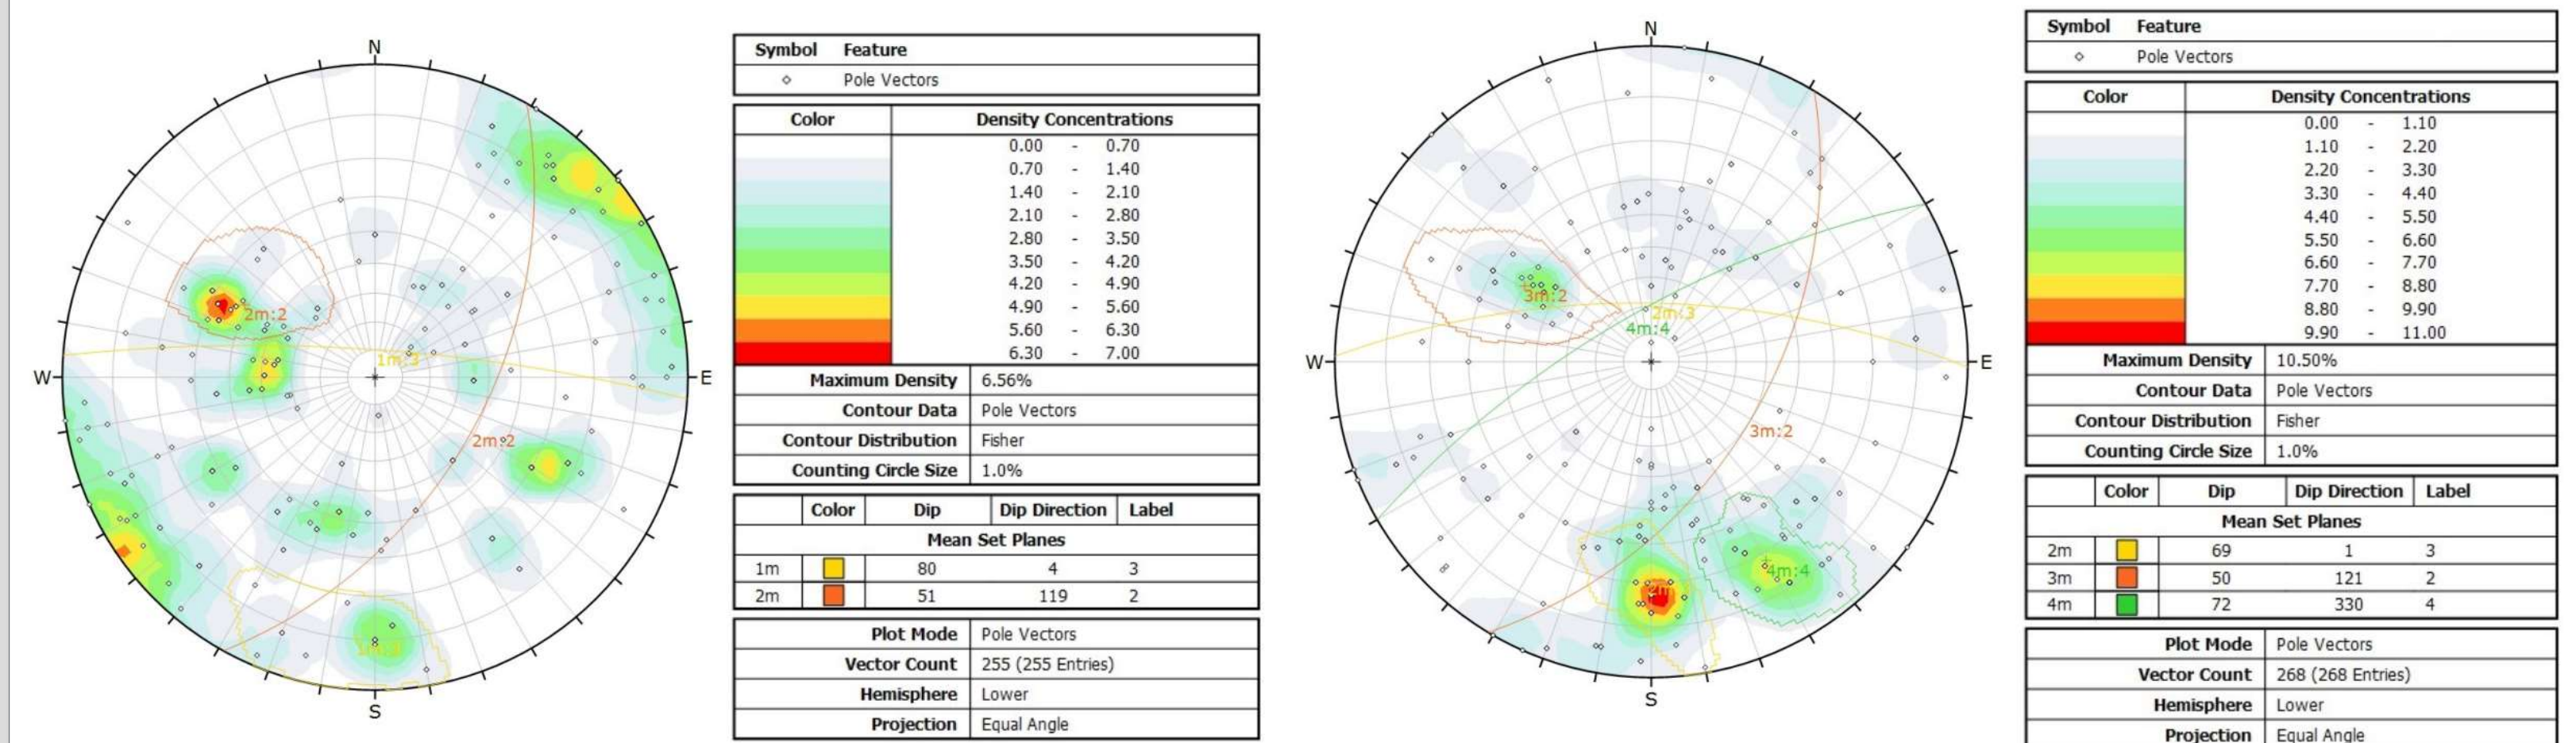 N
W
E
S
2m:2
1m:3
2m:2
1m:3
Symbol Feature
Pole Vectors
Color Density Concentrations
0.00 - 0.70
0.70 - 1.40
1.40 - 2.10
2.10 - 2.80
2.80 - 3.50
3.50 - 4.20
4.20 - 4.90
4.90 - 5.60
5.60 - 6.30
6.30 - 7.00
Maximum Density 6.56%
Contour Data Pole Vectors
Contour Distribution Fisher
Counting Circle Size 1.0%
Color Dip Dip Direction Label
Mean Set Planes
1m 80 4 3
2m 51 119 2
Plot Mode Pole Vectors
Vector Count 255 (255 Entries)
Hemisphere Lower
Projection Equal Angle
N
W
E
S
3m:2
2m:3
4m:4
3m:2
4m:4
2m
Symbol Feature
Pole Vectors
Color Density Concentrations
0.00 - 1.10
1.10 - 2.20
2.20 - 3.30
3.30 - 4.40
4.40 - 5.50
5.50 - 6.60
6.60 - 7.70
7.70 - 8.80
8.80 - 9.90
9.90 - 11.00
Maximum Density 10.50%
Contour Data Pole Vectors
Contour Distribution Fisher
Counting Circle Size 1.0%
Color Dip Dip Direction Label
Mean Set Planes
2m 69 1 3
3m 50 121 2
4m 72 330 4
Plot Mode Pole Vectors
Vector Count 268 (268 Entries)
Hemisphere Lower
Projection Equal Angle